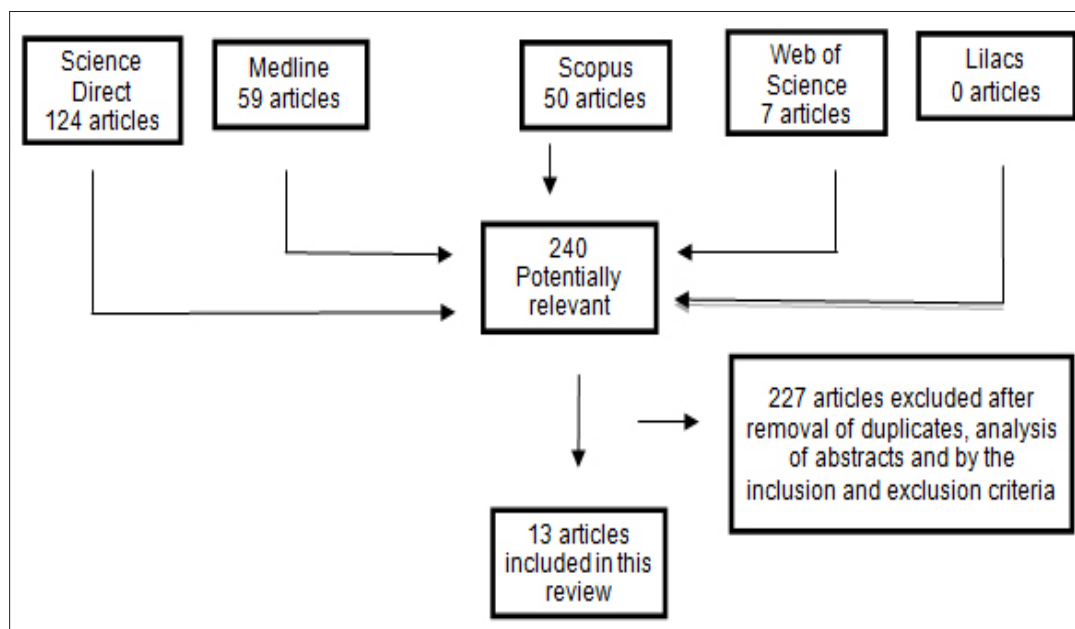 Science
Direct
124 articles
Medline
59 articles
Scopus
50 articles
Web of
Science
7 articles
Lilacs
0 articles
240
Potentially
relevant
227 articles excluded after
removal of duplicates, analysis
of abstracts and by the
inclusion and exclusion criteria
13 articles
included in this
review